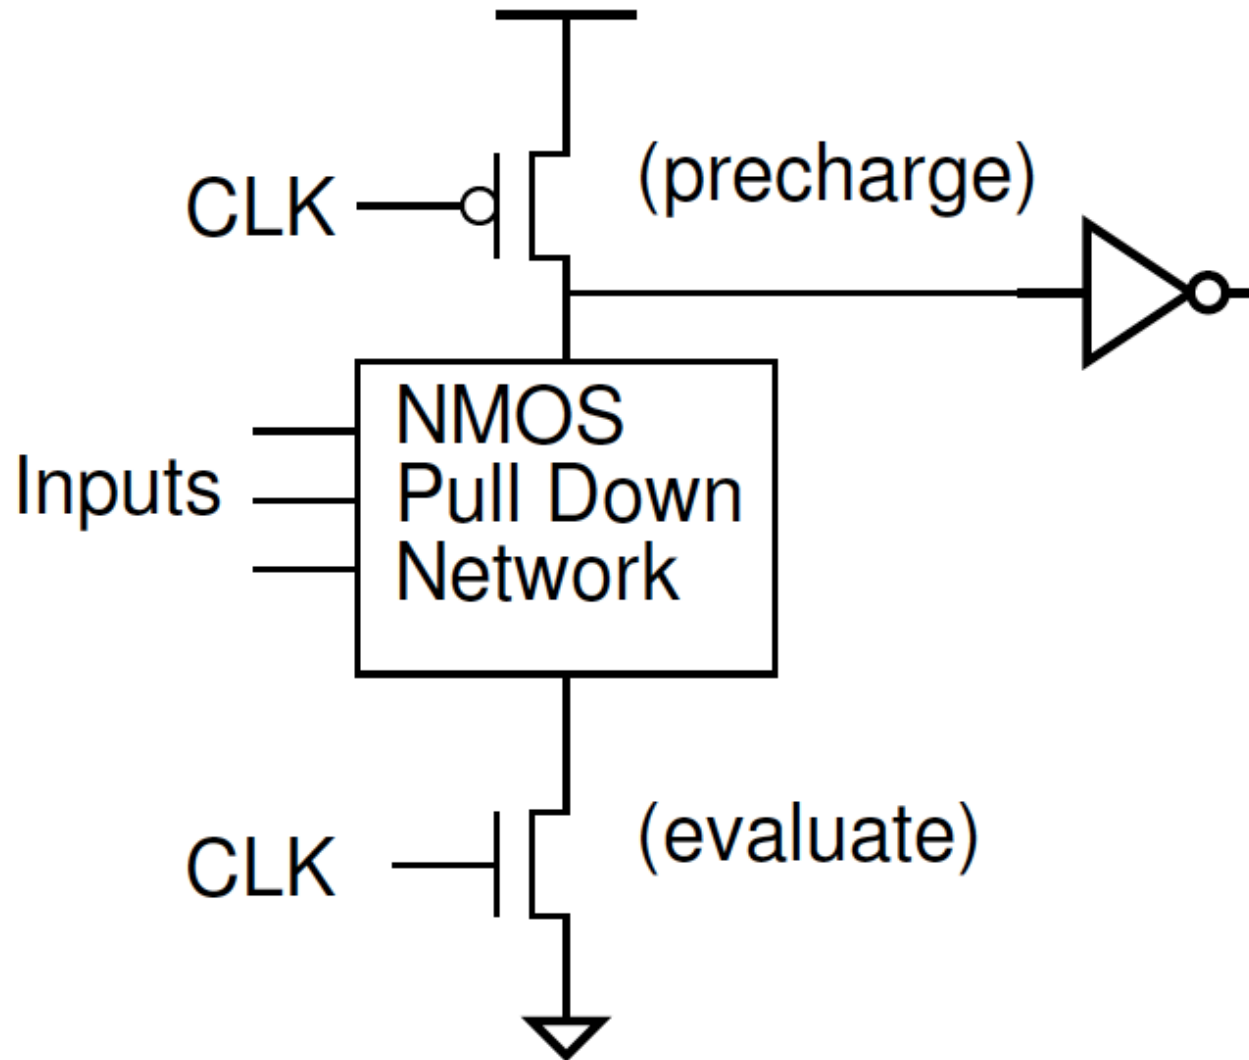 (precharge)
CLK
NMOS
Inputs
Pull Down
Network
(evaluate)
CLK